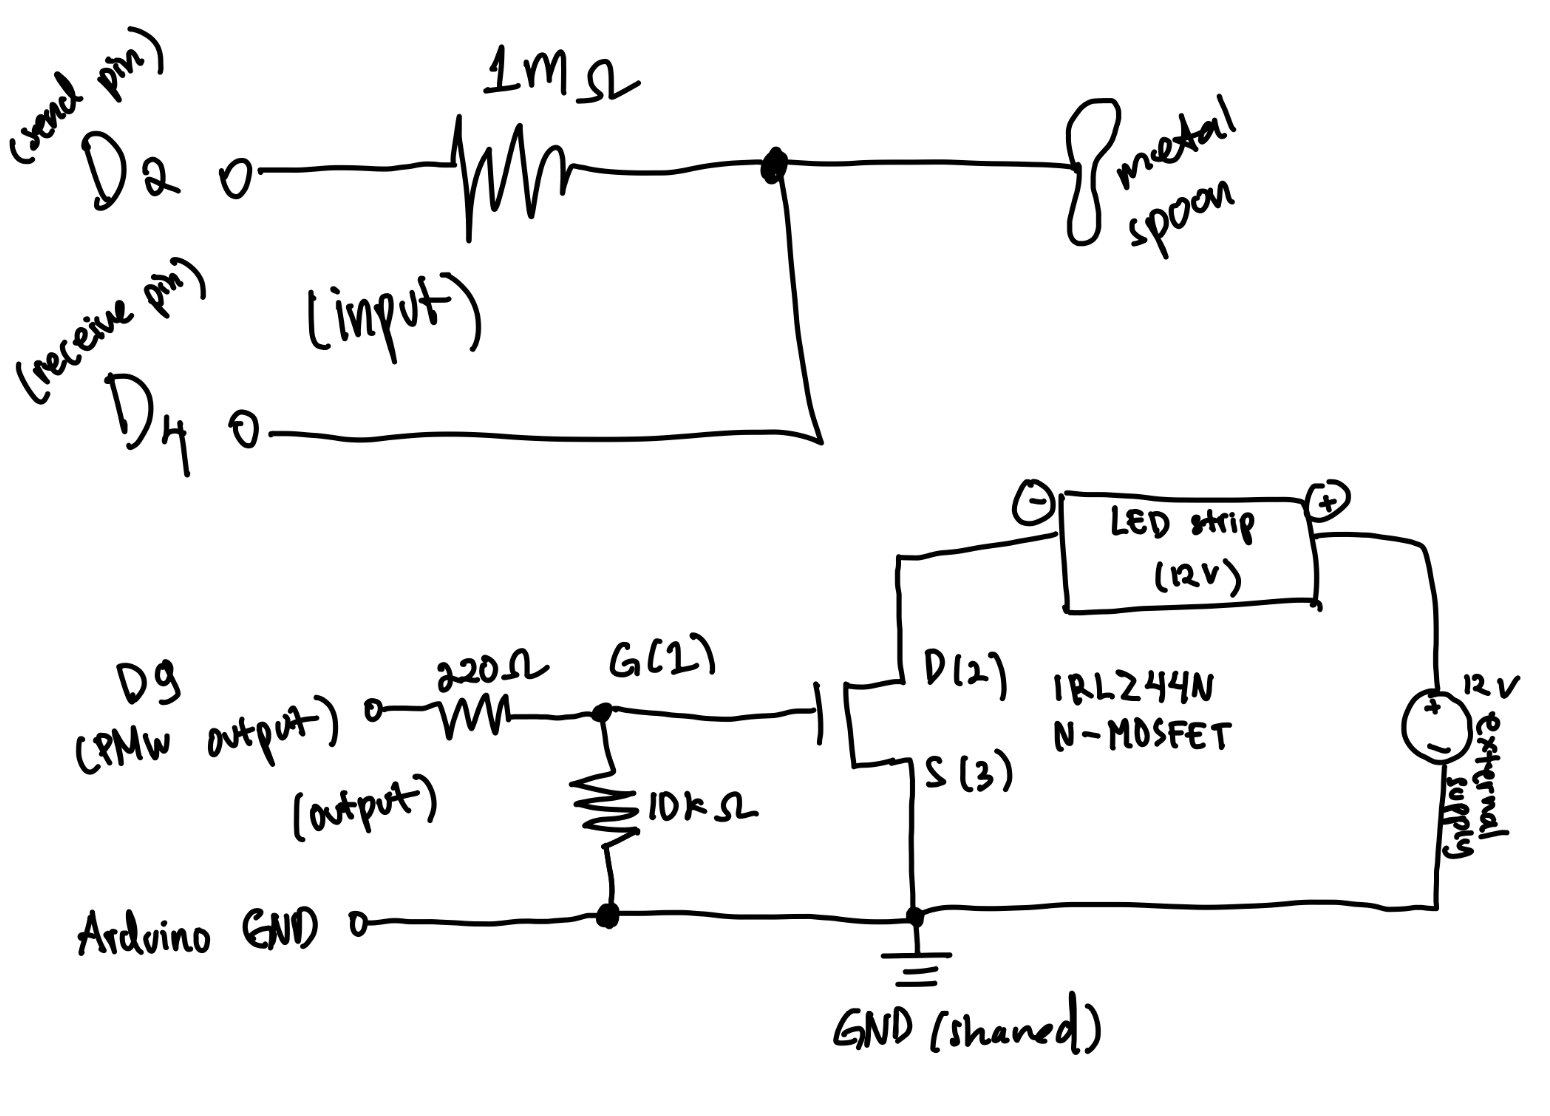 (send pin)
D2
1mΩ
metal
spoon
(receive pin)
D4
(input)
- LED strip +
(12V)
D9
(PMW output)
(output)
220Ω
G(1)
10kΩ
D(2)
S(3)
IRLZ44N
N-MOSFET
12V
+
-
external
supply
Arduino GND
GND (shared)